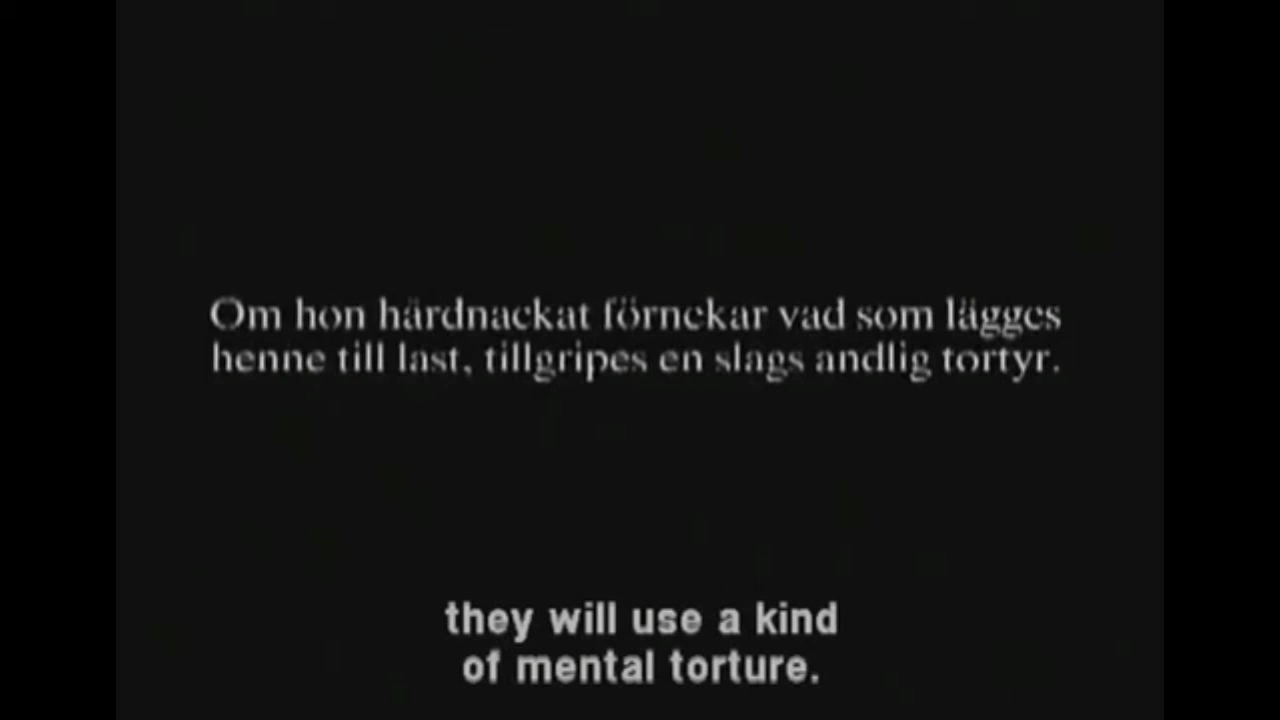 Om hon hårdnackat förnekar vad som lägges
henne till last, tillgripes en slags andlig tortyr.
they will use a kind
of mental torture.